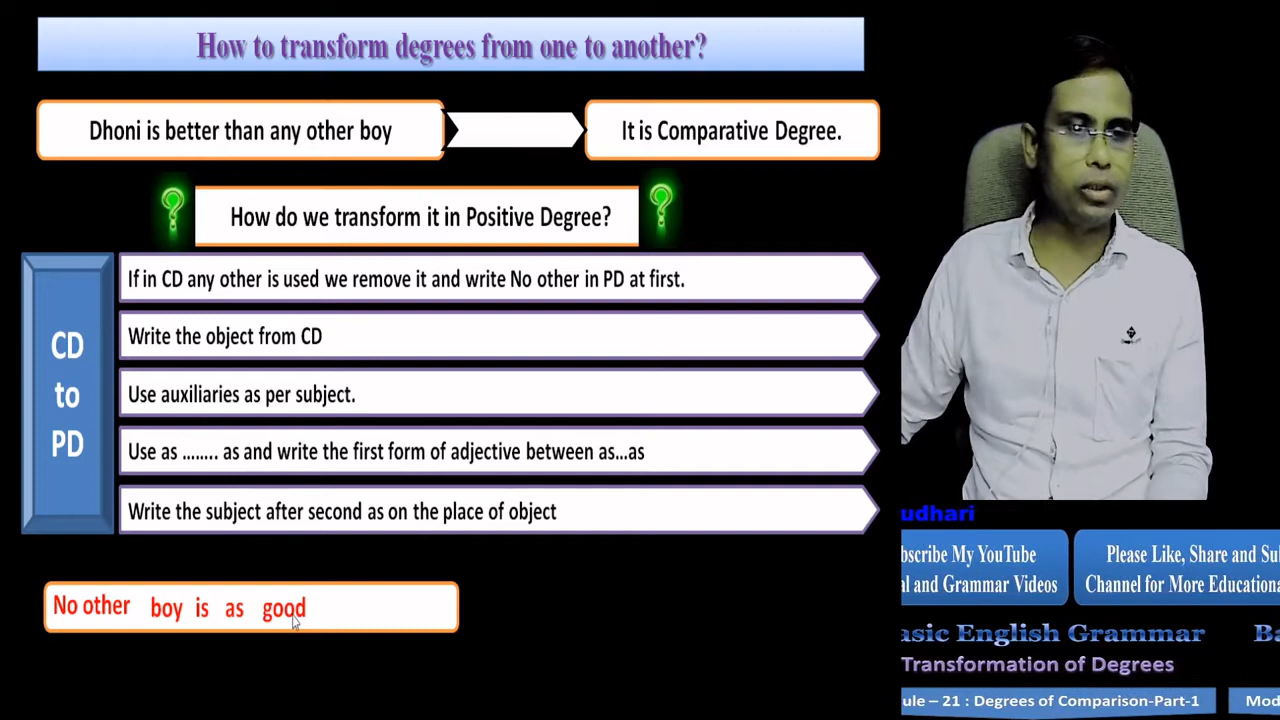 How to transform degrees from one to another?
Dhoni is better than any other boy
It is Comparative Degree.
How do we transform it in Positive Degree?
CD
to
PD
If in CD any other is used we remove it and write No other in PD at first.
Write the object from CD
Use auxiliaries as per subject.
Use as ........ as and write the first form of adjective between as...as
Write the subject after second as on the place of object
No other boy is as good
udhari
bscribe My YouTube
al and Grammar Videos
Please Like, Share and Su
Channel for More Educationa
asic English Grammar
Ba
Transformation of Degrees
ule – 21 : Degrees of Comparison-Part-1
Mod